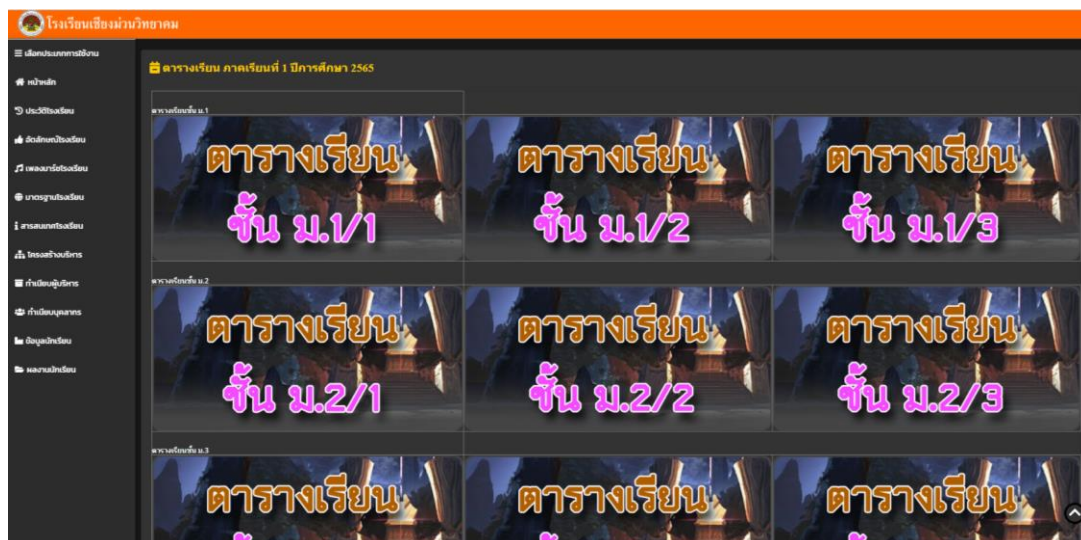 โรงเรียนเชียงม่วนวิทยาคม
เลือกประเภทการใช้งาน
หน้าหลัก
ประวัติโรงเรียน
อัตลักษณ์โรงเรียน
เพลงมาร์ชโรงเรียน
มาตรฐานโรงเรียน
สารสนเทศโรงเรียน
โครงสร้างบริหาร
ทำเนียบผู้บริหาร
ทำเนียบบุคลากร
ข้อมูลนักเรียน
ผลงานนักเรียน
ตารางเรียน ภาคเรียนที่ 1 ปีการศึกษา 2565
ตารางเรียนชั้น ม.1
ตารางเรียน ตารางเรียน ตารางเรียน
ชั้น ม.1/1 ชั้น ม.1/2 ชั้น ม.1/3
ตารางเรียนชั้น ม.2
ตารางเรียน ตารางเรียน ตารางเรียน
ชั้น ม.2/1 ชั้น ม.2/2 ชั้น ม.2/3
ตารางเรียนชั้น ม.3
ตารางเรียน ตารางเรียน ตารางเรียน